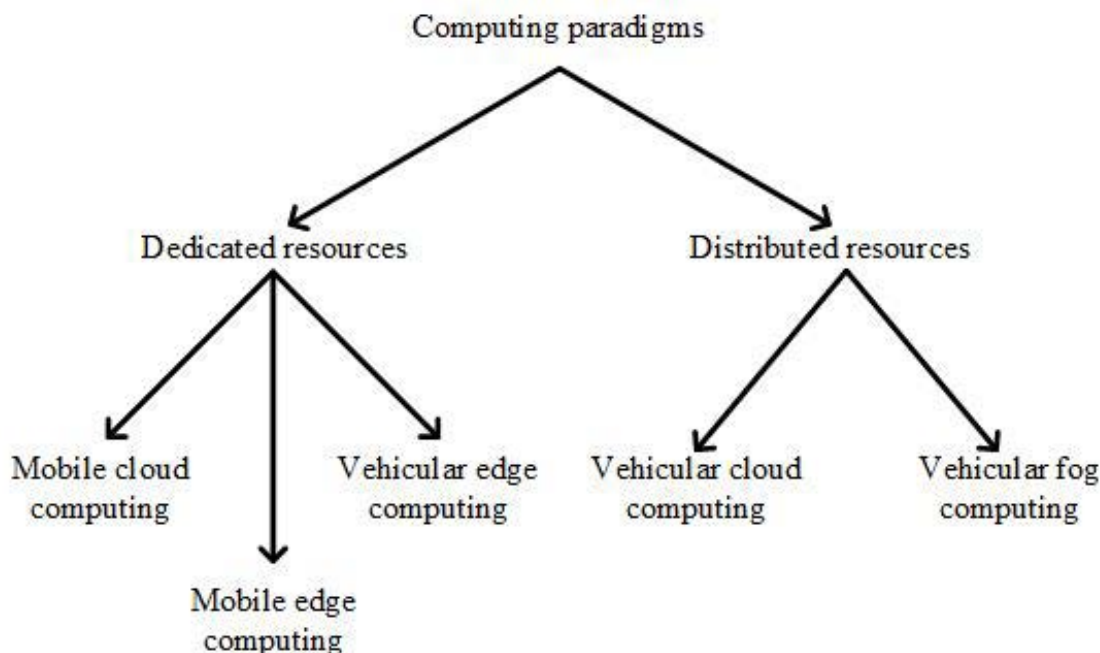 Computing paradigms
Dedicated resources
Distributed resources
Mobile cloud
computing
Vehicular edge
computing
Vehicular cloud
computing
Vehicular fog
computing
Mobile edge
computing